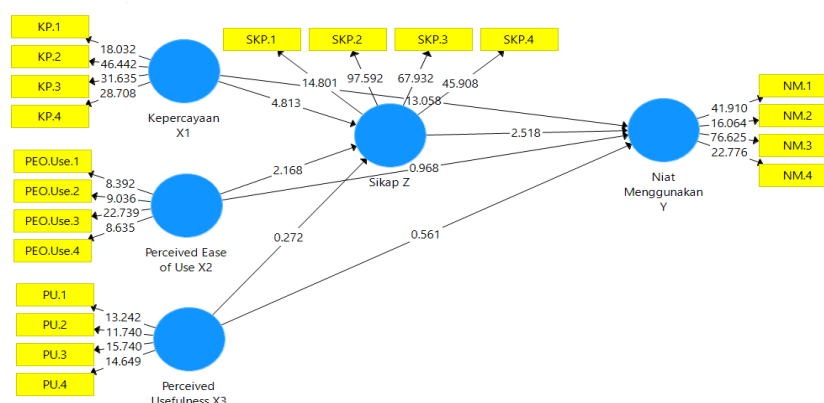 KP.1
KP.2
KP.3
KP.4
18.032
46.442
31.635
28.708
Kepercayaan
X1
SKP.1
SKP.2
SKP.3
SKP.4
14.801
97.592
67.932
45.908
13.058
4.813
Sikap Z
2.518
0.968
2.168
0.272
0.561
NM.1
NM.2
NM.3
NM.4
41.910
16.064
76.625
22.776
Niat
Menggunakan
Y
PEO.Use.1
PEO.Use.2
PEO.Use.3
PEO.Use.4
8.392
9.036
22.739
8.635
Perceived Ease
of Use X2
PU.1
PU.2
PU.3
PU.4
13.242
11.740
15.740
14.649
Perceived
Usefulness X3